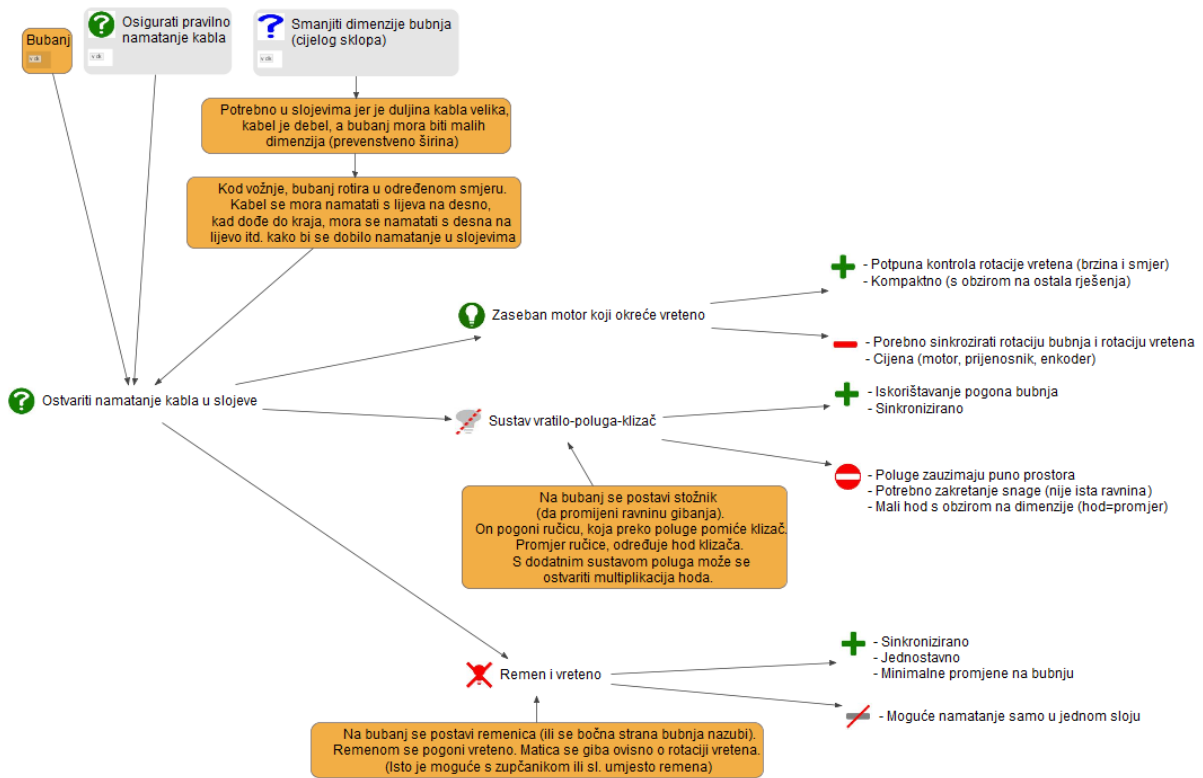 Bubanj
Osigurati pravilno
namatanje kabla
Smanjiti dimenzije bubnja
(cijelog sklopa)
Potrebno u slojevima jer je duljina kabla velika,
kabel je debel, a bubanj mora biti malih
dimenzija (prevenstveno širina)
Kod vožnje, bubanj rotira u određenom smjeru.
Kabel se mora namatati s lijeva na desno,
kad dođe do kraja, mora se namatati s desna na
lijevo itd. kako bi se dobilo namatanje u slojevima
Ostvariti namatanje kabla u slojeve
Zaseban motor koji okreće vreteno
- Potpuna kontrola rotacije vretena (brzina i smjer)
- Kompaktno (s obzirom na ostala rješenja)
- Porebno sinkrozirati rotaciju bubnja i rotaciju vretena
- Cijena (motor, prijenosnik, enkoder)
Sustav vratilo-poluga-klizač
- Iskorištavanje pogona bubnja
- Sinkronizirano
- Poluge zauzimaju puno prostora
- Potrebno zakretanje snage (nije ista ravnina)
- Mali hod s obzirom na dimenzije (hod=promjer)
Na bubanj se postavi stožnik
(da promijeni ravninu gibanja).
On pogoni ručicu, koja preko poluge pomiće klizač.
Promjer ručice, određuje hod klizača.
S dodatnim sustavom poluga može se
ostvariti multiplikacija hoda.
Remen i vreteno
- Sinkronizirano
- Jednostavno
- Minimalne promjene na bubnju
- Moguće namatanje samo u jednom sloju
Na bubanj se postavi remenica (ili se bočna strana bubnja nazubi).
Remenom se pogoni vreteno. Matica se giba ovisno o rotaciji vretena.
(Isto je moguće s zupčanikom ili sl. umjesto remena)